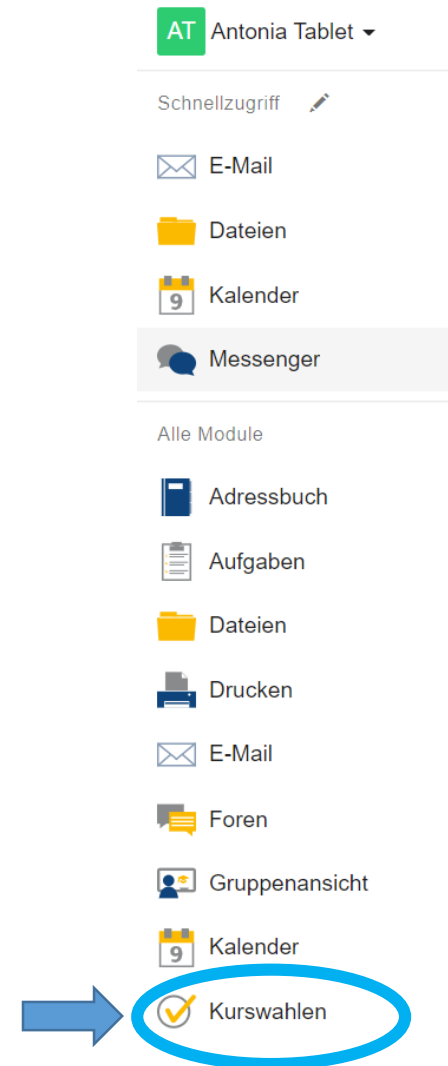 AT Antonia Tablet
Schnellzugriff
E-Mail
Dateien
9 Kalender
Messenger
Alle Module
Adressbuch
Aufgaben
Dateien
Drucken
E-Mail
Foren
Gruppenansicht
9 Kalender
Kurswahlen